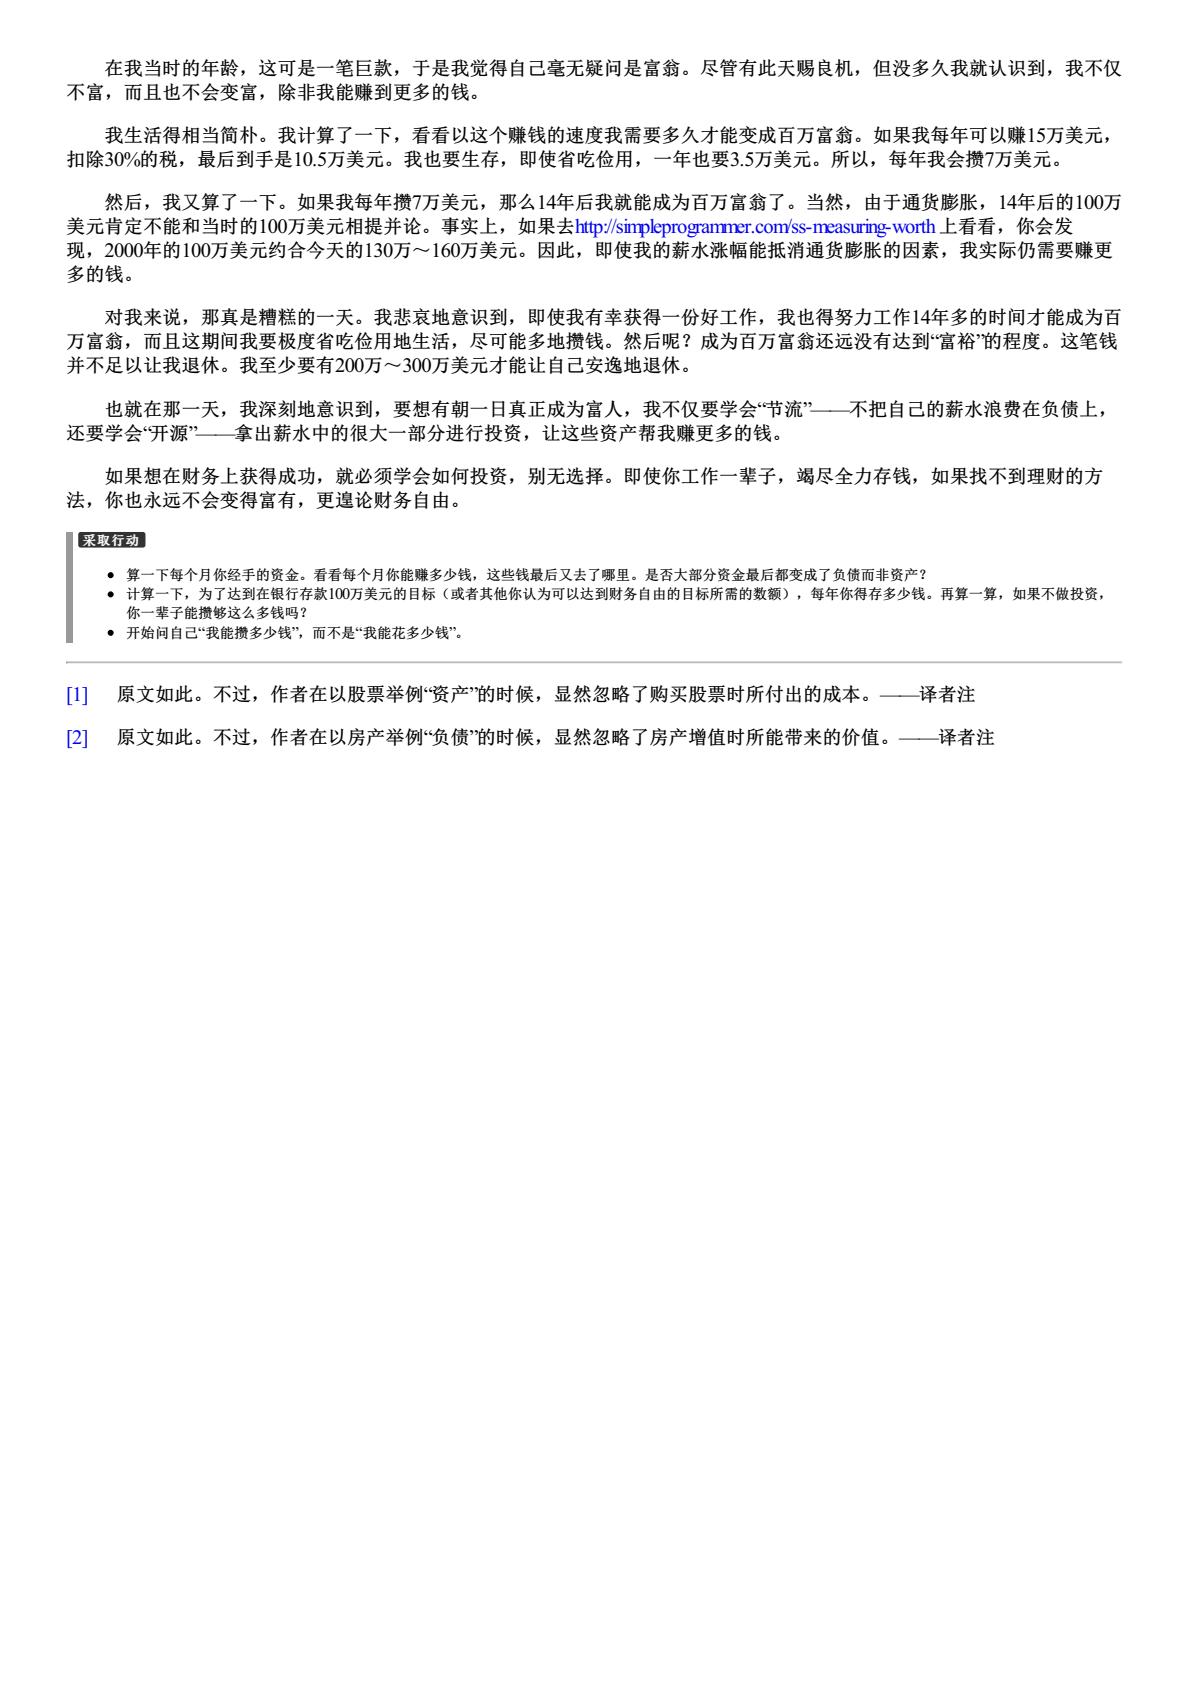 在我当时的年龄，这可是一笔巨款，于是我觉得自己毫无疑问是富翁。尽管有此天赐良机，但没多久我就认识到，我不仅
不富，而且也不会变富，除非我能赚到更多的钱。
我生活得相当简朴。我计算了一下，看看以这个赚钱的速度我需要多久才能变成百万富翁。如果我每年可以赚15万美元，
扣除30%的税，最后到手是10.5万美元。我也要生存，即使省吃俭用，一年也要3.5万美元。所以，每年我会攒7万美元。
然后，我又算了一下。如果我每年攒7万美元，那么14年后我就能成为百万富翁了。当然，由于通货膨胀，14年后的100万
美元肯定不能和当时的100万美元相提并论。事实上，如果去http://simpleprogrammer.com/ss-measuring-worth 上看看，你会发
现，2000年的100万美元约合今天的130万～160万美元。因此，即使我的薪水涨幅能抵消通货膨胀的因素，我实际仍需要赚更
多的钱。
对我来说，那真是糟糕的一天。我悲哀地意识到，即使我有幸获得一份好工作，我也得努力工作14年多的时间才能成为百
万富翁，而且这期间我要极度省吃俭用地生活，尽可能多地攒钱。然后呢？成为百万富翁还远没有达到“富裕”的程度。这笔钱
并不足以让我退休。我至少要有200万～300万美元才能让自己安逸地退休。
也就在那一天，我深刻地意识到，要想有朝一日真正成为富人，我不仅要学会“节流”——不把自己的薪水浪费在负债上，
还要学会“开源”——拿出薪水中的很大一部分进行投资，让这些资产帮我赚更多的钱。
如果想在财务上获得成功，就必须学会如何投资，别无选择。即使你工作一辈子，竭尽全力存钱，如果找不到理财的方
法，你也永远不会变得富有，更遑论财务自由。
采取行动
● 算一下每个月你经手的资金。看看每个月你能赚多少钱，这些钱最后又去了哪里。是否大部分资金最后都变成了负债而非资产？
● 计算一下，为了达到在银行存款100万美元的目标（或者其他你认为可以达到财务自由的目标所需的数额），每年你得存多少钱。再算一算，如果不做投资，
你一辈子能攒够这么多钱吗？
● 开始问自己“我能攒多少钱”，而不是“我能花多少钱”。
[1] 原文如此。不过，作者在以股票举例“资产”的时候，显然忽略了购买股票时所付出的成本。——译者注
[2] 原文如此。不过，作者在以房产举例“负债”的时候，显然忽略了房产增值时所能带来的价值。——译者注